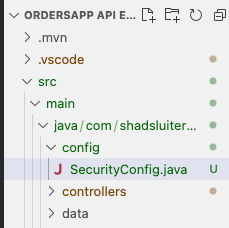 ORDERSAPP API E...
.mvn
.vscode
src
main
java/com/shadsluiter...
config
J SecurityConfig.java U
controllers
data